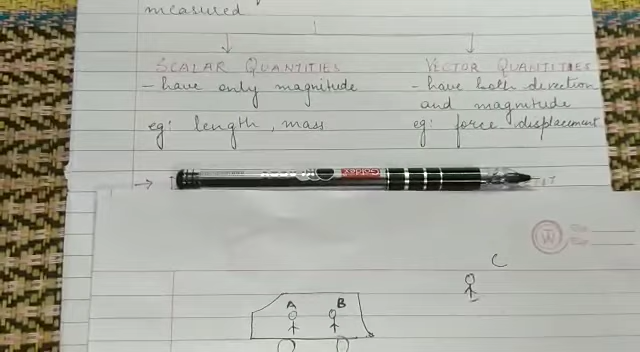 measured
SCALAR QUANTITIES
- have only magnitude
eg: length, mass
VECTOR QUANTITIES
- have both direction
and magnitude
eg: force displacement
Goldex
C
A B